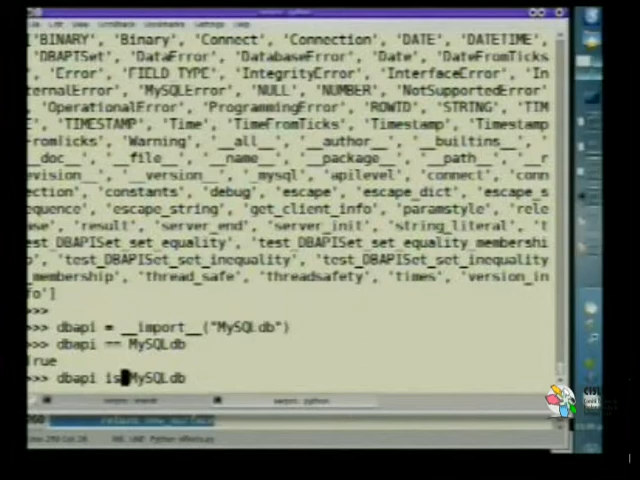 ['BINARY', 'Binary', 'Connect', 'Connection', 'DATE', 'DATETIME',
'DBAPISet', 'DataError', 'DatabaseError', 'Date', 'DateFromTicks
'Error', 'FIELD_TYPE', 'IntegrityError', 'InterfaceError', 'In
ternalError', 'MySQLError', 'NULL', 'NUMBER', 'NotSupportedError'
'OperationalError', 'ProgrammingError', 'ROWID', 'STRING', 'TIM
E', 'TIMESTAMP', 'Time', 'TimeFromTicks', 'Timestamp', 'Timestamp
FromTicks', 'Warning', '__all__', '__author__', '__builtins__',
__doc__', '__file__', '__name__', '__package__', '__path__', '__r
evision__', '__version__', '_mysql', 'apilevel', 'connect', 'conn
ection', 'constants', 'debug', 'escape', 'escape_dict', 'escape_s
equence', 'escape_string', 'get_client_info', 'paramstyle', 'rele
ase', 'result', 'server_end', 'server_init', 'string_literal', 't
est_DBAPISet_set_equality', 'test_DBAPISet_set_equality_membershi
p', 'test_DBAPISet_set_inequality', 'test_DBAPISet_set_inequality
_membership', 'thread_safe', 'threadsafety', 'times', 'version_in
fo']
>>>
>>> dbapi = __import__("MySQLdb")
>>> dbapi == MySQLdb
True
>>> dbapi is MySQLdb
260 return new_surface